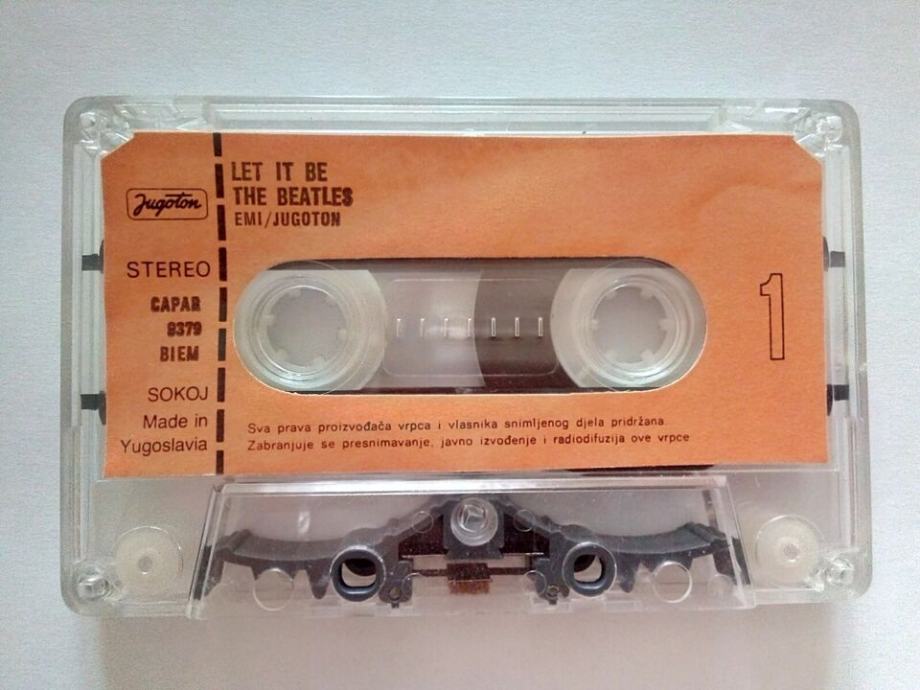 Jugoton
STEREO
CAPAR
9379
BIEM
SOKOJ
Made in
Yugoslavia
LET IT BE
THE BEATLES
EMI/JUGOTON
1
Sva prava proizvođača vrpca i vlasnika snimljenog djela pridržana.
Zabranjuje se presnimavanje, javno izvođenje i radiodifuzija ove vrpce